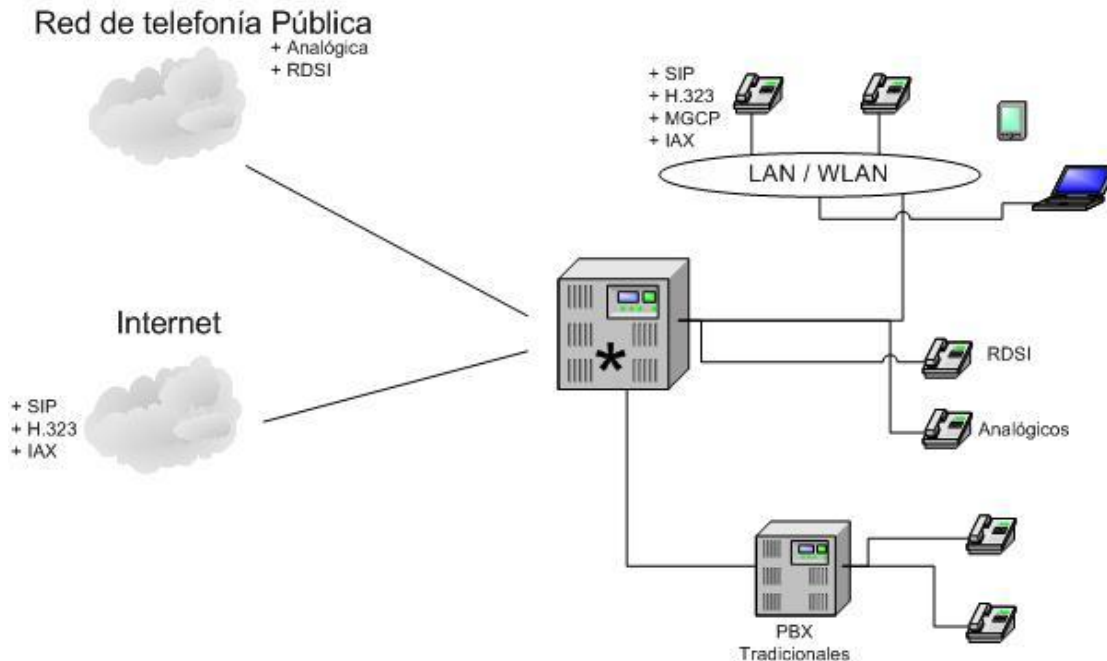 Red de telefonía Pública
+ Analógica
+ RDSI
+ SIP
+ H.323
+ MGCP
+ IAX
LAN / WLAN
Internet
+ SIP
+ H.323
+ IAX
*
RDSI
Analógicos
PBX
Tradicionales